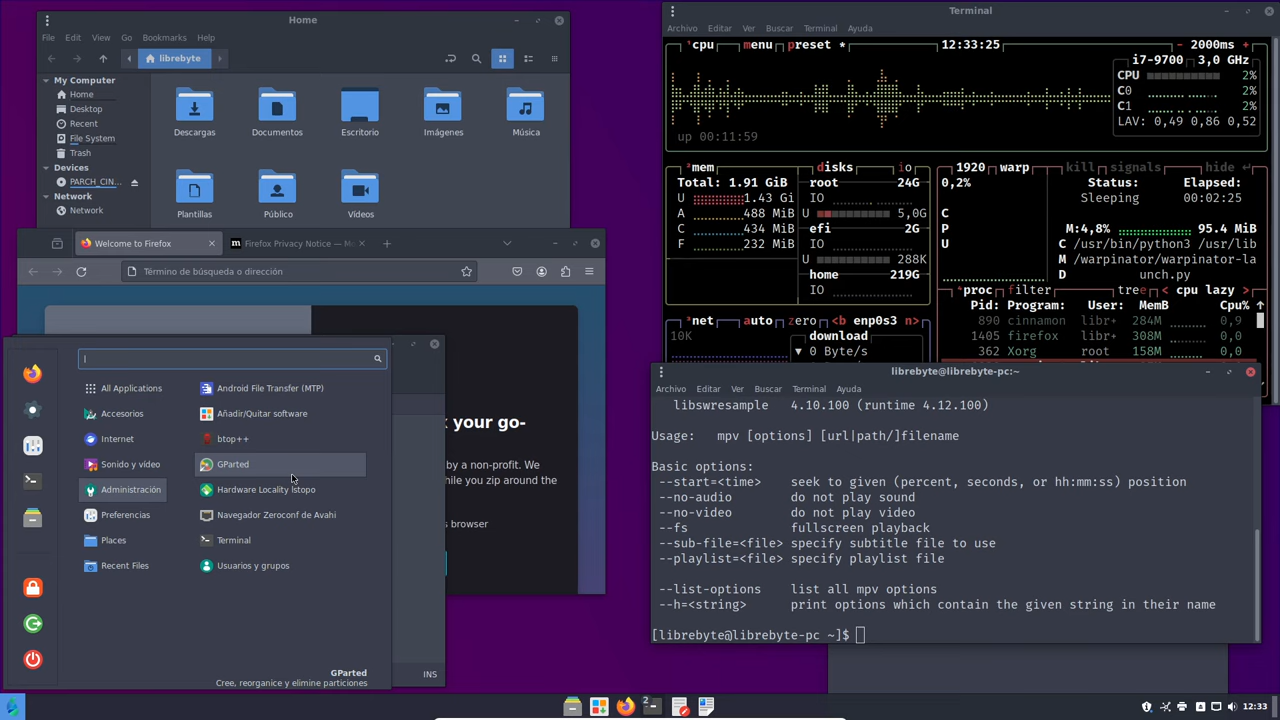 Home
File Edit View Go Bookmarks Help
librebyte
My Computer
Home
Desktop
Recent
File System
Trash
Devices
PARCH_CIN...
Network
Network
Descargas
Documentos
Escritorio
Imágenes
Música
Plantillas
Público
Vídeos
Welcome to Firefox
Firefox Privacy Notice — Mo
Término de búsqueda o dirección
k your go-
by a non-profit. We
hile you zip around the
s browser
INS
All Applications
Accesorios
Internet
Sonido y vídeo
Administración
Preferencias
Places
Recent Files
Android File Transfer (MTP)
Añadir/Quitar software
btop++
GParted
Hardware Locality lstopo
Navegador Zeroconf de Avahi
Terminal
Usuarios y grupos
GParted
Cree, reorganice y elimine particiones
Terminal
Archivo Editar Ver Buscar Terminal Ayuda
¹cpu menu preset * 12:33:25 - 2000ms +
i7-9700 3,0 GHz
CPU 2%
C0 2%
C1 2%
LAV: 0,49 0,86 0,52
up 00:11:59
²mem
Total: 1.91 GiB
U 1.43 Gi
A 488 MiB
C 434 MiB
F 232 MiB
disks io
root 24G
IO
U 5,0G
efi 2G
IO
U 288K
home 219G
IO
1920 warp kill signals hide ↵
0,2% Status: Elapsed:
Sleeping 00:02:25
C
P
U
M:4,8% 95.4 MiB
C /usr/bin/python3 /usr/lib
M /warpinator/warpinator-la
D unch.py
⁴proc filter tree < cpu lazy >
Pid: Program: User: MemB Cpu% ↑
890 cinnamon libr+ 284M 0,9
1405 firefox libr+ 308M 0,0
362 Xorg root 158M 0,0
³net auto zero <b enp0s3 n>
10K
download
▼ 0 Byte/s
librebyte@librebyte-pc:~
Archivo Editar Ver Buscar Terminal Ayuda
libswresample 4.10.100 (runtime 4.12.100)
Usage: mpv [options] [url|path/]filename
Basic options:
--start=<time> seek to given (percent, seconds, or hh:mm:ss) position
--no-audio do not play sound
--no-video do not play video
--fs fullscreen playback
--sub-file=<file> specify subtitle file to use
--playlist=<file> specify playlist file
--list-options list all mpv options
--h=<string> print options which contain the given string in their name
[librebyte@librebyte-pc ~]$
2
12:33